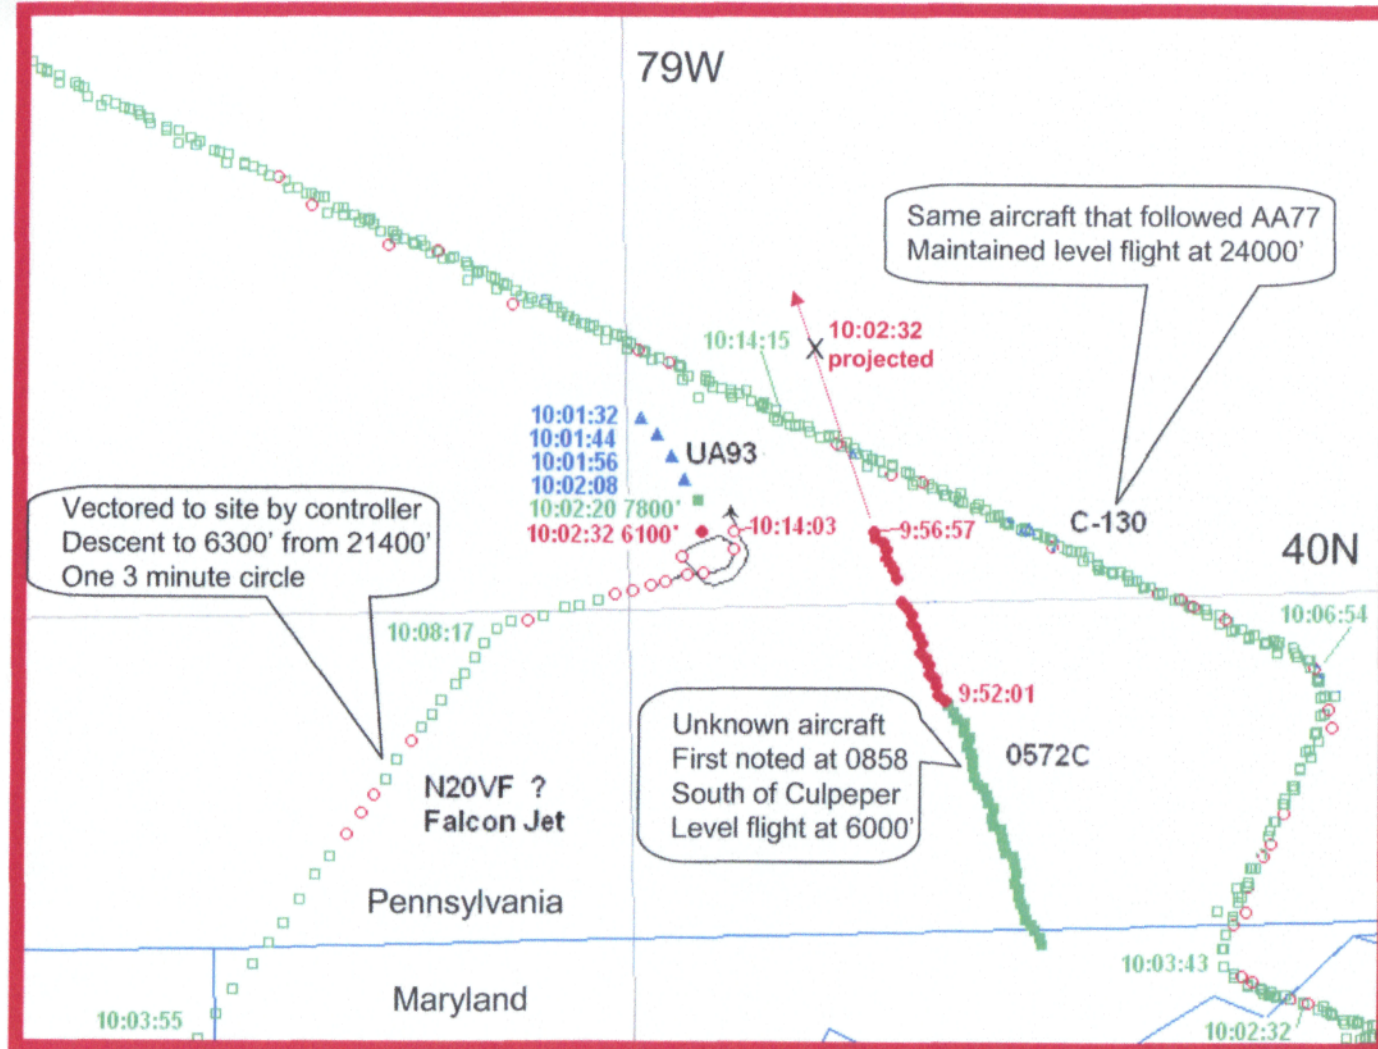 79W
Same aircraft that followed AA77
Maintained level flight at 24000'
10:14:15
10:02:32
projected
10:01:32
10:01:44
10:01:56
10:02:08
10:02:20 7800'
10:02:32 6100'
UA93
10:14:03
9:56:57
C-130
40N
Vectored to site by controller
Descent to 6300' from 21400'
One 3 minute circle
10:08:17
10:06:54
9:52:01
Unknown aircraft
First noted at 0858
South of Culpeper
Level flight at 6000'
0572C
N20VF ?
Falcon Jet
Pennsylvania
Maryland
10:03:43
10:03:55
10:02:32